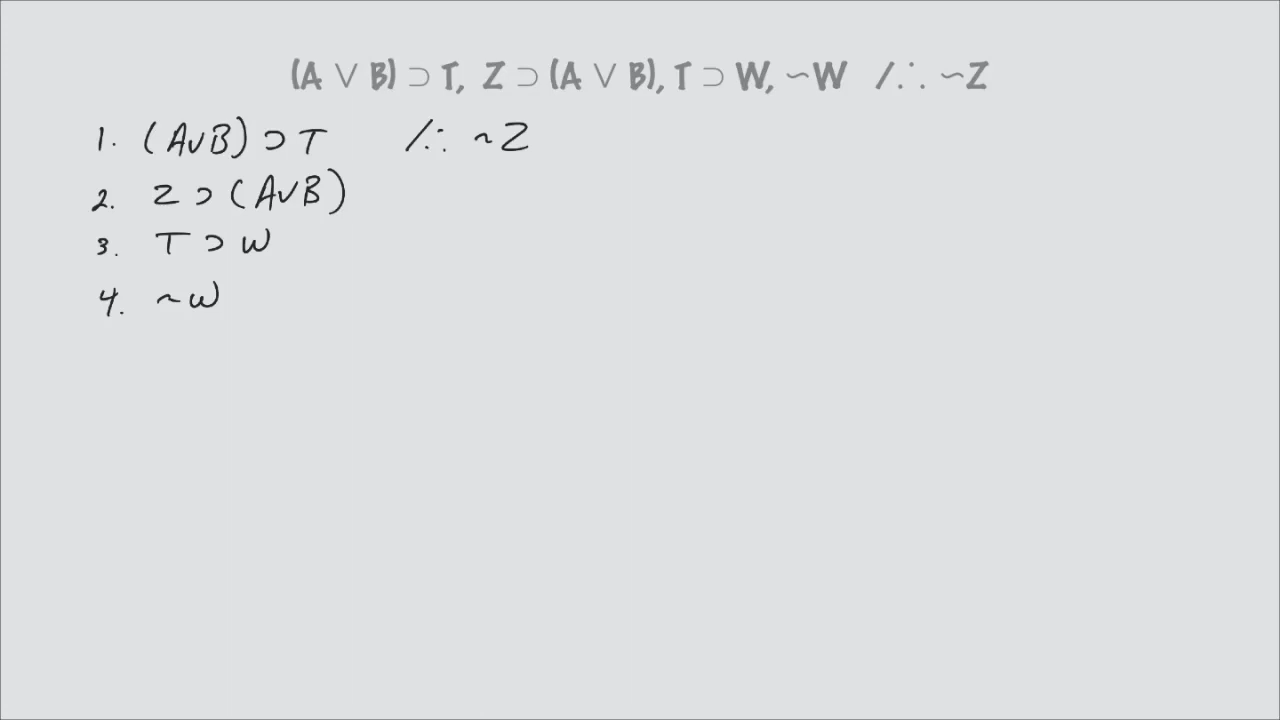 (A ∨ B) ⊃ T, Z ⊃ (A ∨ B), T ⊃ W, ~W /∴ ~Z
1. (A∨B) ⊃ T /∴ ~Z
2. Z ⊃ (A∨B)
3. T ⊃ W
4. ~W